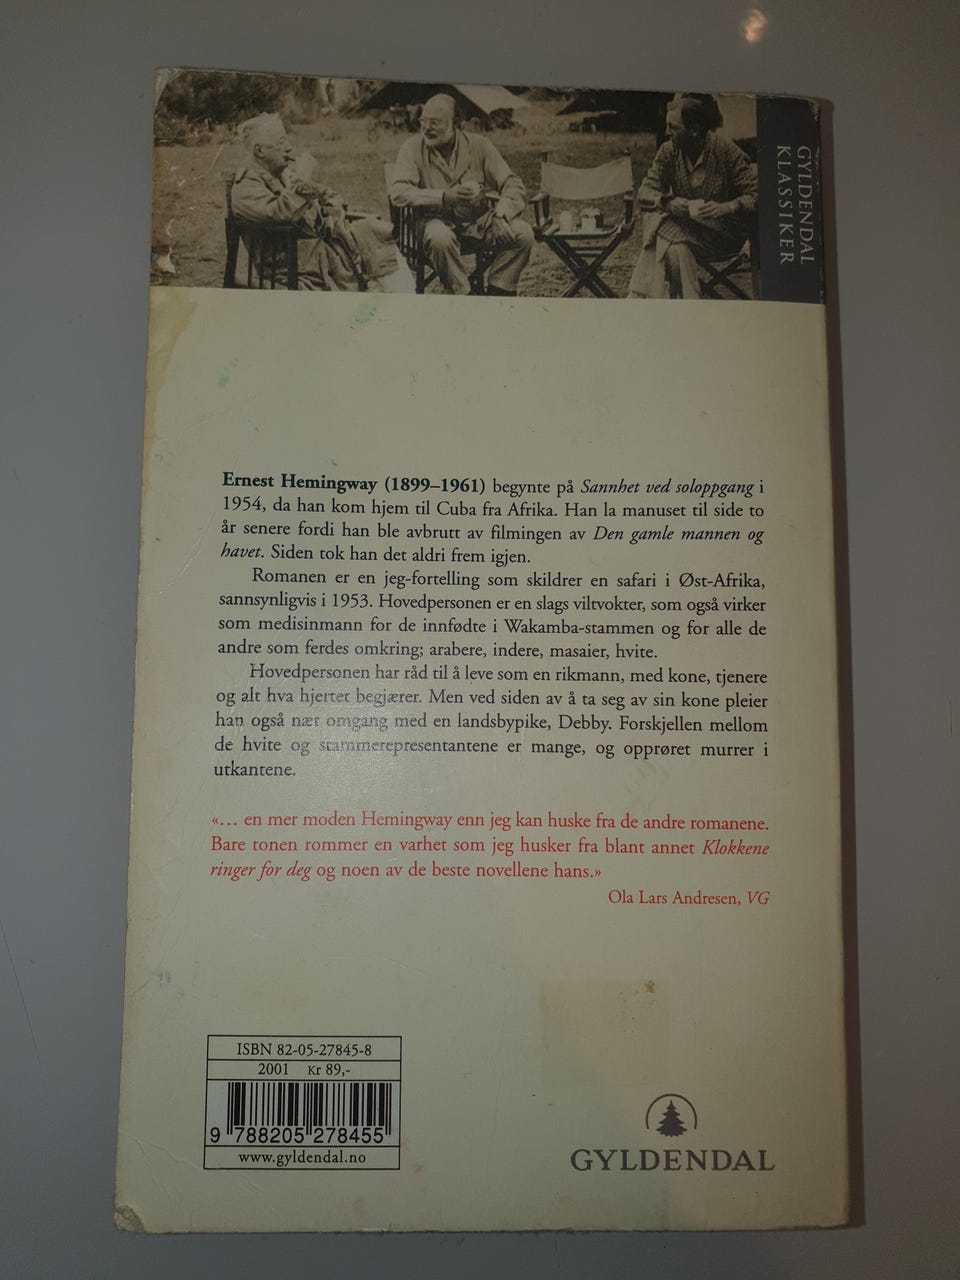 GYLDENDAL
KLASSIKER
Ernest Hemingway (1899–1961) begynte på Sannhet ved soloppgang i
1954, da han kom hjem til Cuba fra Afrika. Han la manuset til side to
år senere fordi han ble avbrutt av filmingen av Den gamle mannen og
havet. Siden tok han det aldri frem igjen.
Romanen er en jeg-fortelling som skildrer en safari i Øst-Afrika,
sannsynligvis i 1953. Hovedpersonen er en slags viltvokter, som også virker
som medisinmann for de innfødte i Wakamba-stammen og for alle de
andre som ferdes omkring; arabere, indere, masaier, hvite.
Hovedpersonen har råd til å leve som en rikmann, med kone, tjenere
og alt hva hjertet begjærer. Men ved siden av å ta seg av sin kone pleier
han også nær omgang med en landsbypike, Debby. Forskjellen mellom
de hvite og stammerepresentantene er mange, og opprøret murrer i
utkantene.
«… en mer moden Hemingway enn jeg kan huske fra de andre romanene.
Bare tonen rommer en varhet som jeg husker fra blant annet Klokkene
ringer for deg og noen av de beste novellene hans.»
Ola Lars Andresen, VG
ISBN 82-05-27845-8
2001 Kr 89,-
9 788205 278455
www.gyldendal.no
GYLDENDAL